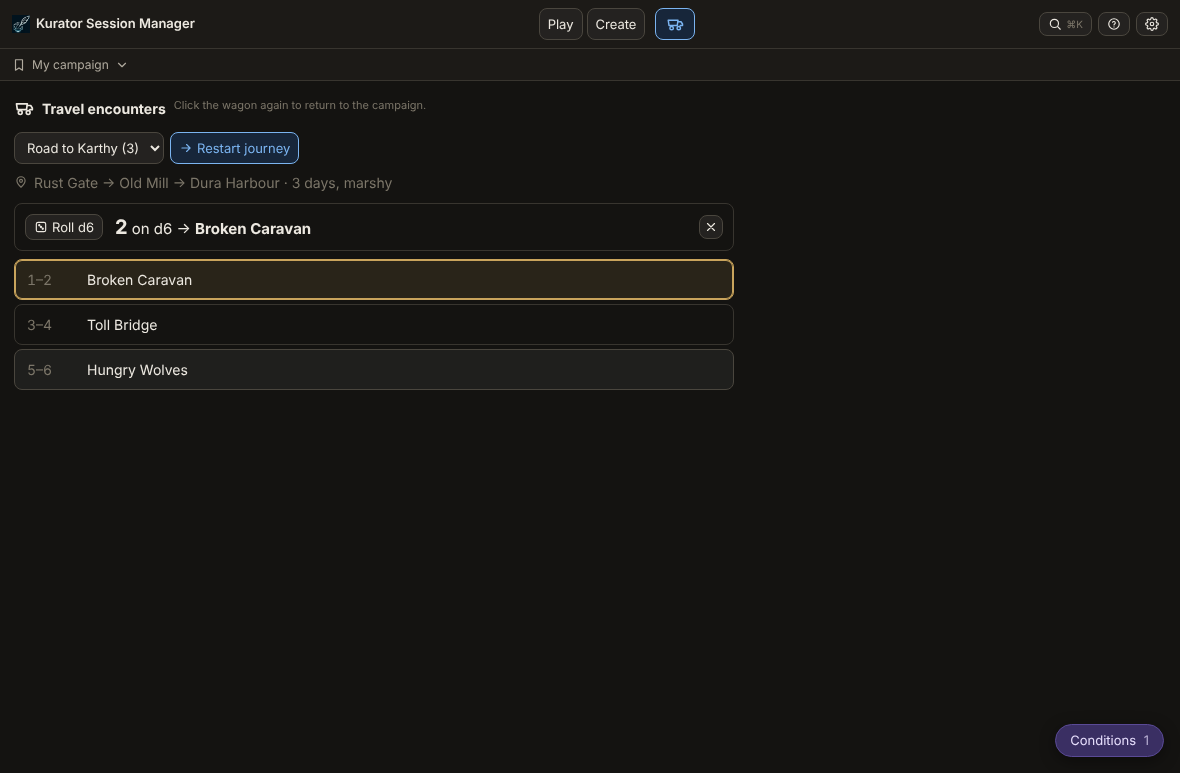 Kurator Session Manager
Play
Create
⌘K
My campaign
Travel encounters Click the wagon again to return to the campaign.
Road to Karthy (3)
→ Restart journey
Rust Gate → Old Mill → Dura Harbour · 3 days, marshy
Roll d6
2 on d6 → Broken Caravan
1–2 Broken Caravan
3–4 Toll Bridge
5–6 Hungry Wolves
Conditions 1